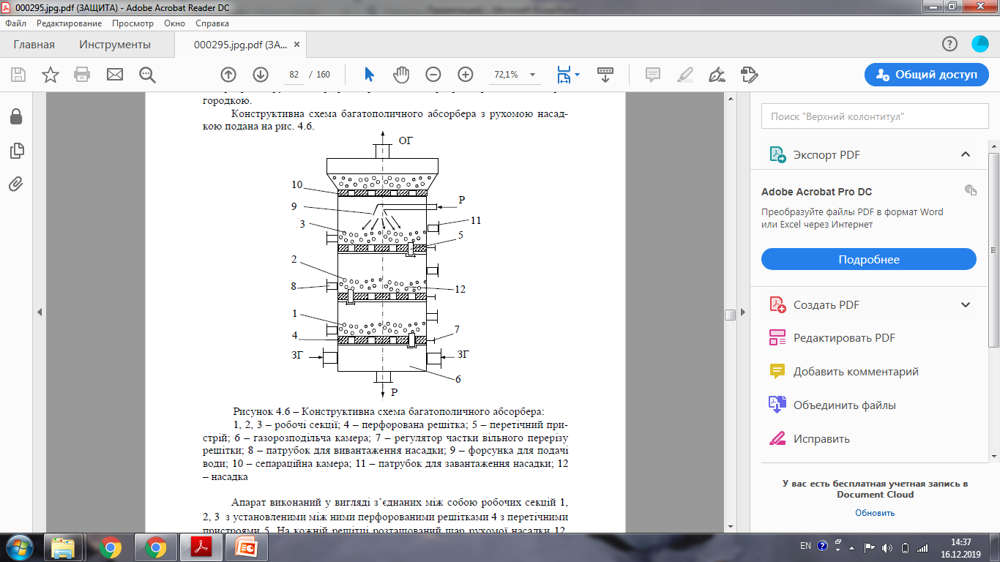 000295.jpg.pdf (ЗАЩИТА) - Adobe Acrobat Reader DC
Файл Редактирование Просмотр Окно Справка
Главная Инструменты 000295.jpg.pdf (ЗА... ×
82 / 160 72,1% Общий доступ
городкою.
Конструктивна схема багатополичного абсорбера з рухомою насад-
кою подана на рис. 4.6.
ОГ
10
9
Р
3
11
5
2
8
12
1
4
7
ЗГ
ЗГ
6
Р
Рисунок 4.6 – Конструктивна схема багатополичного абсорбера:
1, 2, 3 – робочі секції; 4 – перфорована решітка; 5 – перетічний при-
стрій; 6 – газорозподільча камера; 7 – регулятор частки вільного перерізу
решітки; 8 – патрубок для вивантаження насадки; 9 – форсунка для подачі
води; 10 – сепараційна камера; 11 – патрубок для завантаження насадки; 12
– насадка
Апарат виконаний у вигляді з’єднаних між собою робочих секцій 1,
2, 3 з установленими між ними перфорованими решітками 4 з перетічними
пристроями 5. На кожній решітці розташований шар рухомої насадки 12,
Поиск "Верхний колонтитул"
Экспорт PDF
Adobe Acrobat Pro DC
Преобразуйте файлы PDF в формат Word
или Excel через Интернет
Подробнее
Создать PDF
Редактировать PDF
Добавить комментарий
Объединить файлы
Исправить
У вас есть бесплатная учетная запись в
Document Cloud
Обновить
EN
14:37
16.12.2019